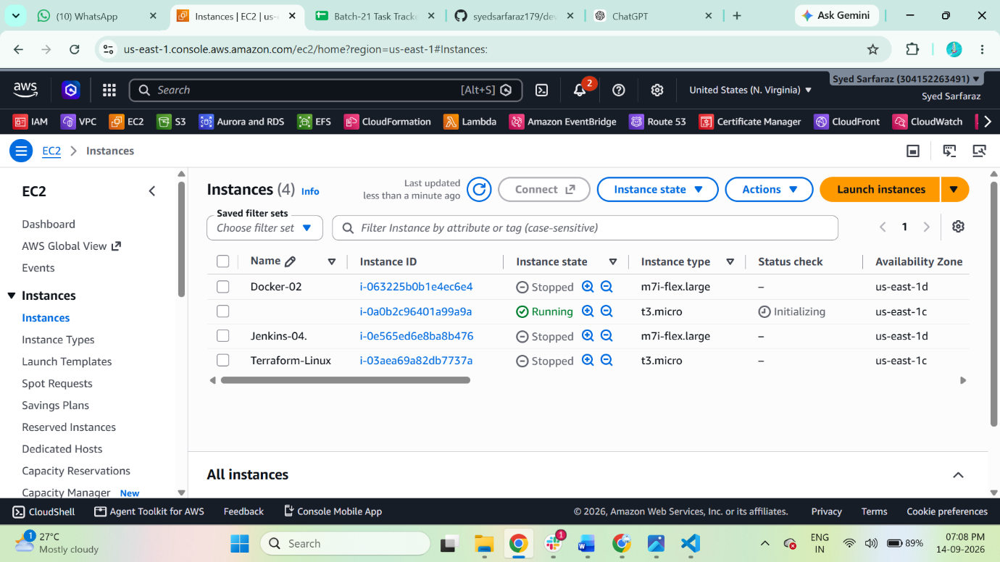 (10) WhatsApp
Instances | EC2 | us-e
Batch-21 Task Tracke
syedsarfaraz179/dev
ChatGPT
Ask Gemini
us-east-1.console.aws.amazon.com/ec2/home?region=us-east-1#Instances:
aws
Search
[Alt+S]
2
United States (N. Virginia)
Syed Sarfaraz (304152263491)
Syed Sarfaraz
IAM VPC EC2 S3 Aurora and RDS EFS CloudFormation Lambda Amazon EventBridge Route 53 Certificate Manager CloudFront CloudWatch
EC2 Instances
EC2
Dashboard
AWS Global View
Events
Instances
Instances
Instance Types
Launch Templates
Spot Requests
Savings Plans
Reserved Instances
Dedicated Hosts
Capacity Reservations
Capacity Manager New
Instances (4) Info
Last updated
less than a minute ago
Connect
Instance state
Actions
Launch instances
Saved filter sets
Choose filter set
Filter Instance by attribute or tag (case-sensitive)
1
Name Instance ID Instance state Instance type Status check Availability Zone
Docker-02 i-063225b0b1e4ec6e4 Stopped m7i-flex.large – us-east-1d
i-0a0b2c96401a99a9a Running t3.micro Initializing us-east-1c
Jenkins-04. i-0e565ed6e8ba8b476 Stopped m7i-flex.large – us-east-1d
Terraform-Linux i-03aea69a82db7737a Stopped t3.micro – us-east-1c
All instances
CloudShell Agent Toolkit for AWS Feedback Console Mobile App © 2026, Amazon Web Services, Inc. or its affiliates. Privacy Terms Cookie preferences
1
27°C
Mostly cloudy
Search
1
ENG
IN
89%
07:08 PM
14-09-2026